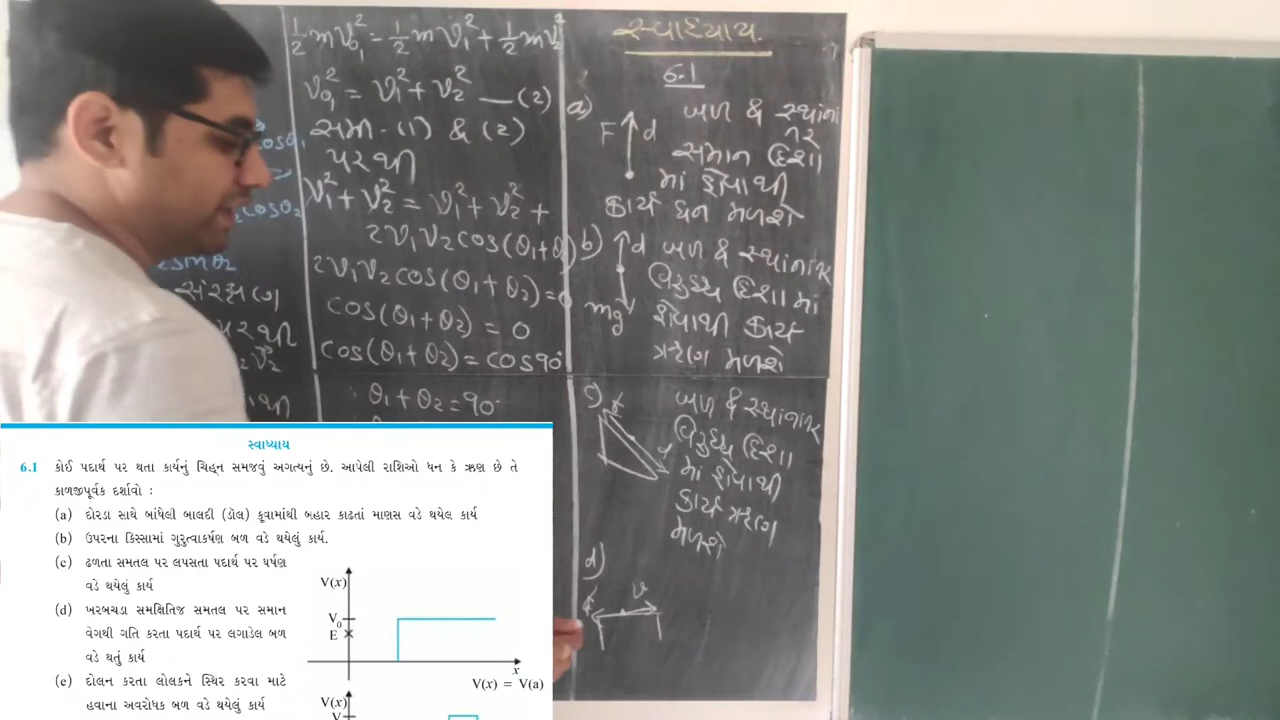 cosθ₁
₂cosθ₂
સંરક્ષણ
પરથી
½mv₀₁² = ½mv₁² + ½mv₂²
v₀₁² = v₁² + v₂² — (2)
સમી-(1) & (2)
પરથી
v₁² + v₂² = v₁² + v₂² +
2v₁v₂cos(θ₁+θ₂)
2v₁v₂cos(θ₁+θ₂)=0
cos(θ₁+θ₂) = 0
cos(θ₁+θ₂) = cos90°
∴ θ₁+θ₂ = 90°
સ્વાધ્યાય
6.1
a)
F d
બળ & સ્થાનાં
તર
સમાન દિશા
માં હોવાથી
કાર્ય ધન મળશે
b)
d
mg
બળ & સ્થાનાંતર
વિરુધ્ધ દિશા માં
હોવાથી કાર્ય
ઋણ મળશે
c)
બળ & સ્થાનાંતર
વિરુધ્ધ દિશા
માં હોવાથી
કાર્ય ઋણ
મળશે
d)
v
સ્વાધ્યાય
6.1 કોઈ પદાર્થ પર થતા કાર્યનું ચિહ્ન સમજવું અગત્યનું છે. આપેલી રાશિઓ ધન કે ઋણ છે તે
કાળજીપૂર્વક દર્શાવો :
(a) દોરડા સાથે બાંધેલી બાલદી (ડોલ) કૂવામાંથી બહાર કાઢતાં માણસ વડે થયેલ કાર્ય
(b) ઉપરના કિસ્સામાં ગુરુત્વાકર્ષણ બળ વડે થયેલું કાર્ય.
(c) ઢળતા સમતલ પર લપસતા પદાર્થ પર ઘર્ષણ
વડે થયેલું કાર્ય
(d) ખરબચડા સમક્ષિતિજ સમતલ પર સમાન
વેગથી ગતિ કરતા પદાર્થ પર લગાડેલ બળ
વડે થતું કાર્ય
(e) દોલન કરતા લોલકને સ્થિર કરવા માટે
હવાના અવરોધક બળ વડે થયેલું કાર્ય
V(x)
V₀
E
x
V(x) = V(a)
V(x)